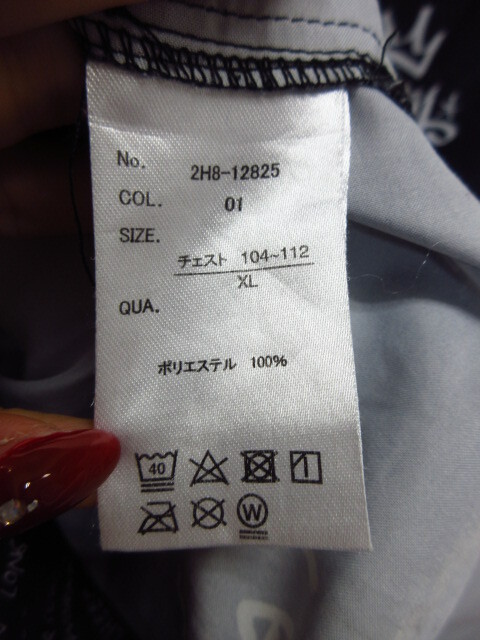 No. 2H8-12825
COL. 01
SIZE.
チェスト 104~112
XL
QUA.
ポリエステル 100%
40
W